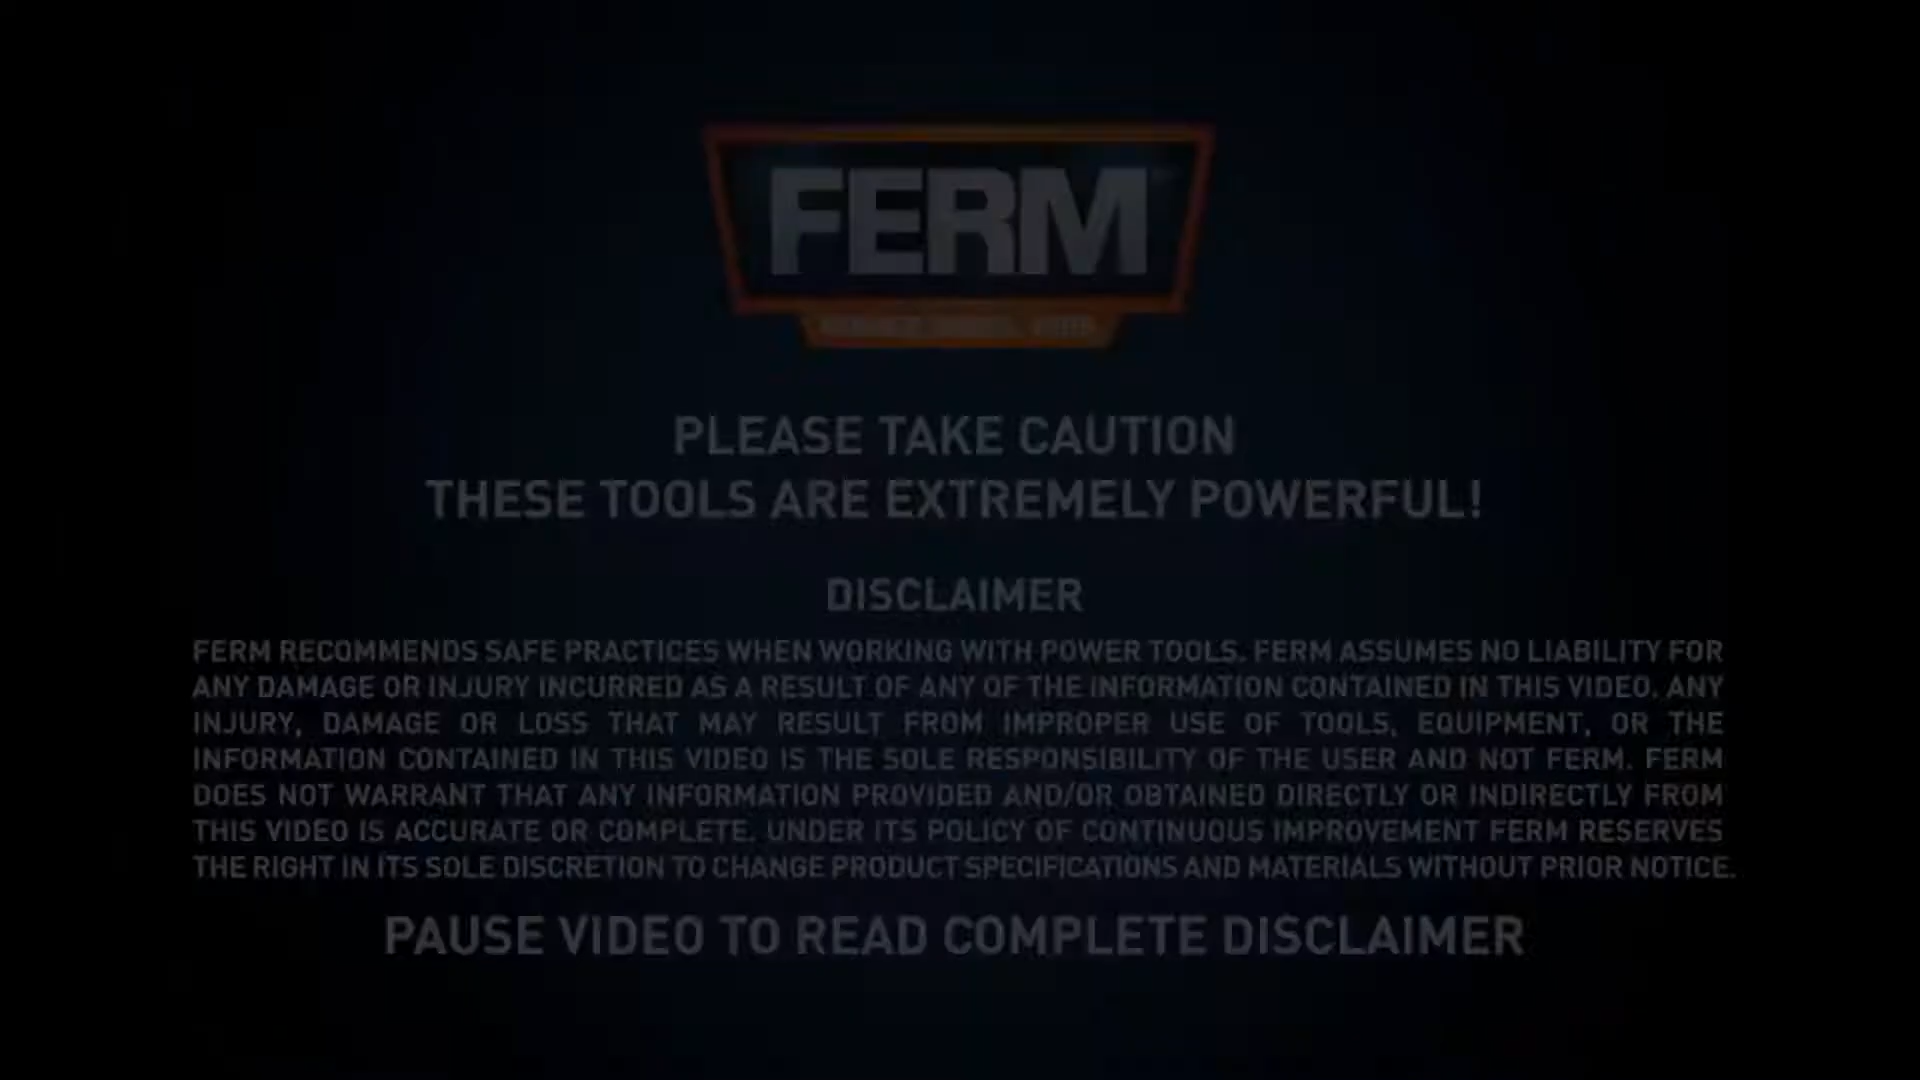 FERM
PLEASE TAKE CAUTION
THESE TOOLS ARE EXTREMELY POWERFUL!
DISCLAIMER
FERM RECOMMENDS SAFE PRACTICES WHEN WORKING WITH POWER TOOLS. FERM ASSUMES NO LIABILITY FOR
ANY DAMAGE OR INJURY INCURRED AS A RESULT OF ANY OF THE INFORMATION CONTAINED IN THIS VIDEO. ANY
INJURY, DAMAGE OR LOSS THAT MAY RESULT FROM IMPROPER USE OF TOOLS, EQUIPMENT, OR THE
INFORMATION CONTAINED IN THIS VIDEO IS THE SOLE RESPONSIBILITY OF THE USER AND NOT FERM. FERM
DOES NOT WARRANT THAT ANY INFORMATION PROVIDED AND/OR OBTAINED DIRECTLY OR INDIRECTLY FROM
THIS VIDEO IS ACCURATE OR COMPLETE. UNDER ITS POLICY OF CONTINUOUS IMPROVEMENT FERM RESERVES
THE RIGHT IN ITS SOLE DISCRETION TO CHANGE PRODUCT SPECIFICATIONS AND MATERIALS WITHOUT PRIOR NOTICE.
PAUSE VIDEO TO READ COMPLETE DISCLAIMER